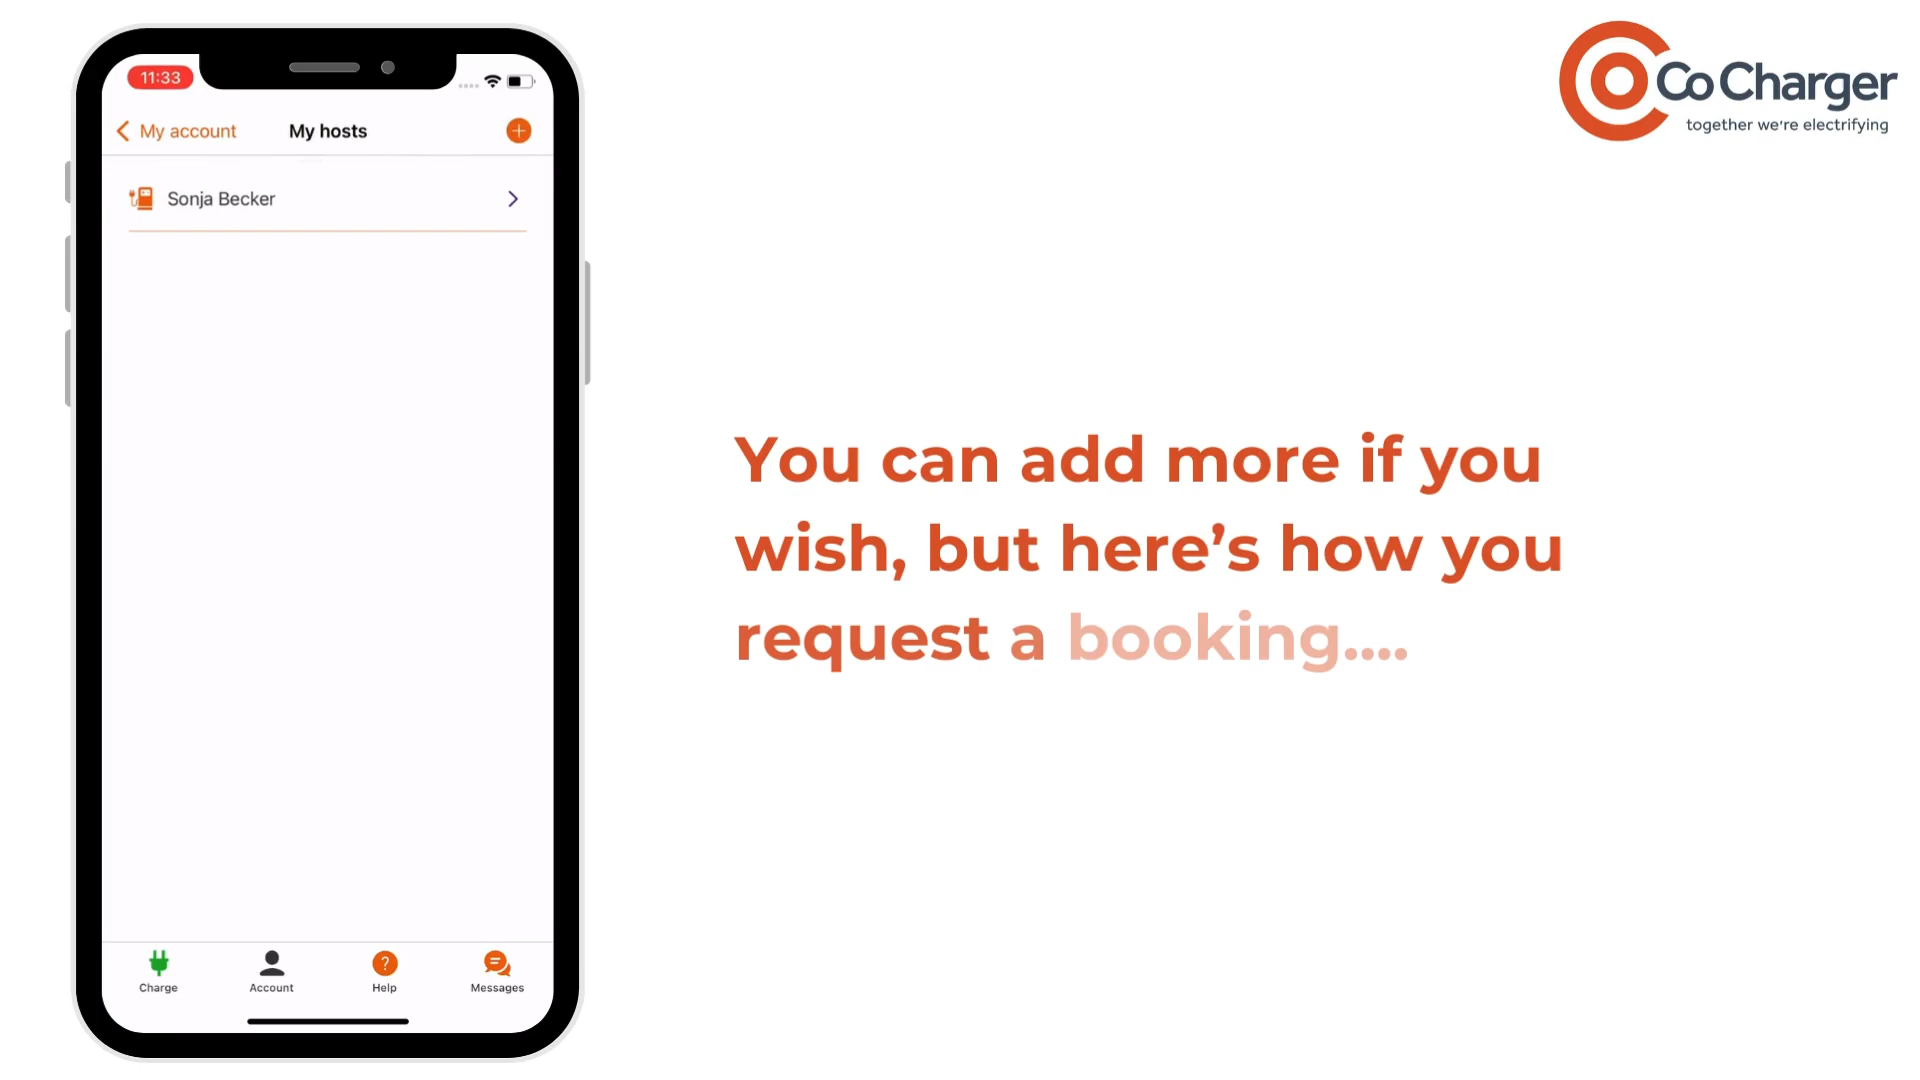 11:33
My account
My hosts
Sonja Becker
Charge
Account
Help
Messages
Co Charger
together we're electrifying
You can add more if you
wish, but here’s how you
request a booking....